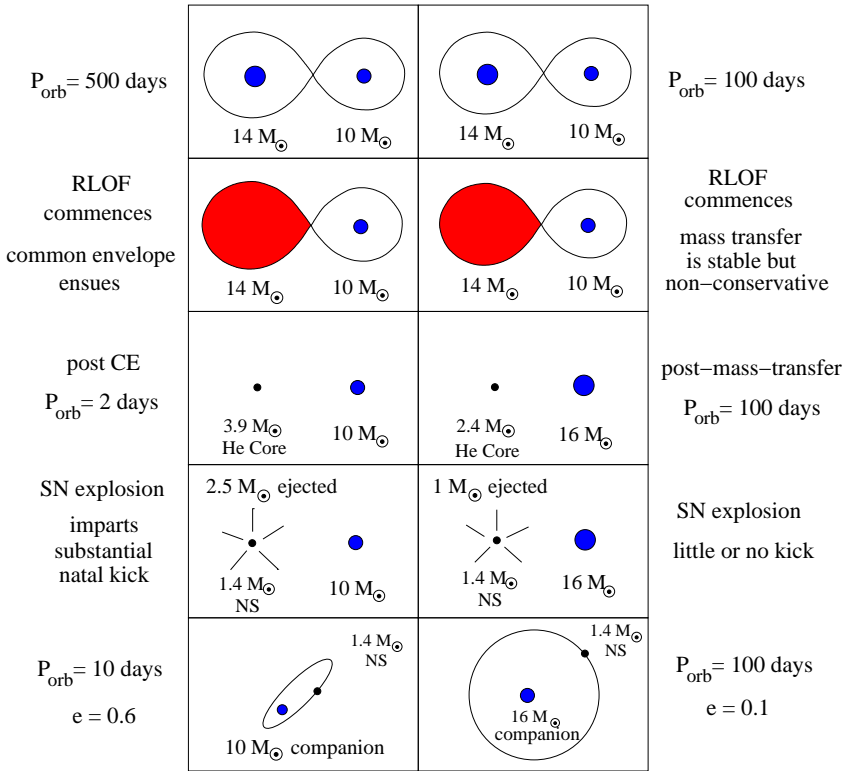 P_orb = 500 days
14 M⊙
10 M⊙
14 M⊙
10 M⊙
P_orb = 100 days
RLOF
commences
common envelope
ensues
14 M⊙
10 M⊙
14 M⊙
10 M⊙
RLOF
commences
mass transfer
is stable but
non−conservative
post CE
P_orb = 2 days
3.9 M⊙
He Core
10 M⊙
2.4 M⊙
He Core
16 M⊙
post−mass−transfer
P_orb = 100 days
SN explosion
imparts
substantial
natal kick
2.5 M⊙ ejected
1.4 M⊙
NS
10 M⊙
1 M⊙ ejected
1.4 M⊙
NS
16 M⊙
SN explosion
little or no kick
P_orb = 10 days
e = 0.6
1.4 M⊙
NS
10 M⊙ companion
1.4 M⊙
NS
16 M⊙
companion
P_orb = 100 days
e = 0.1